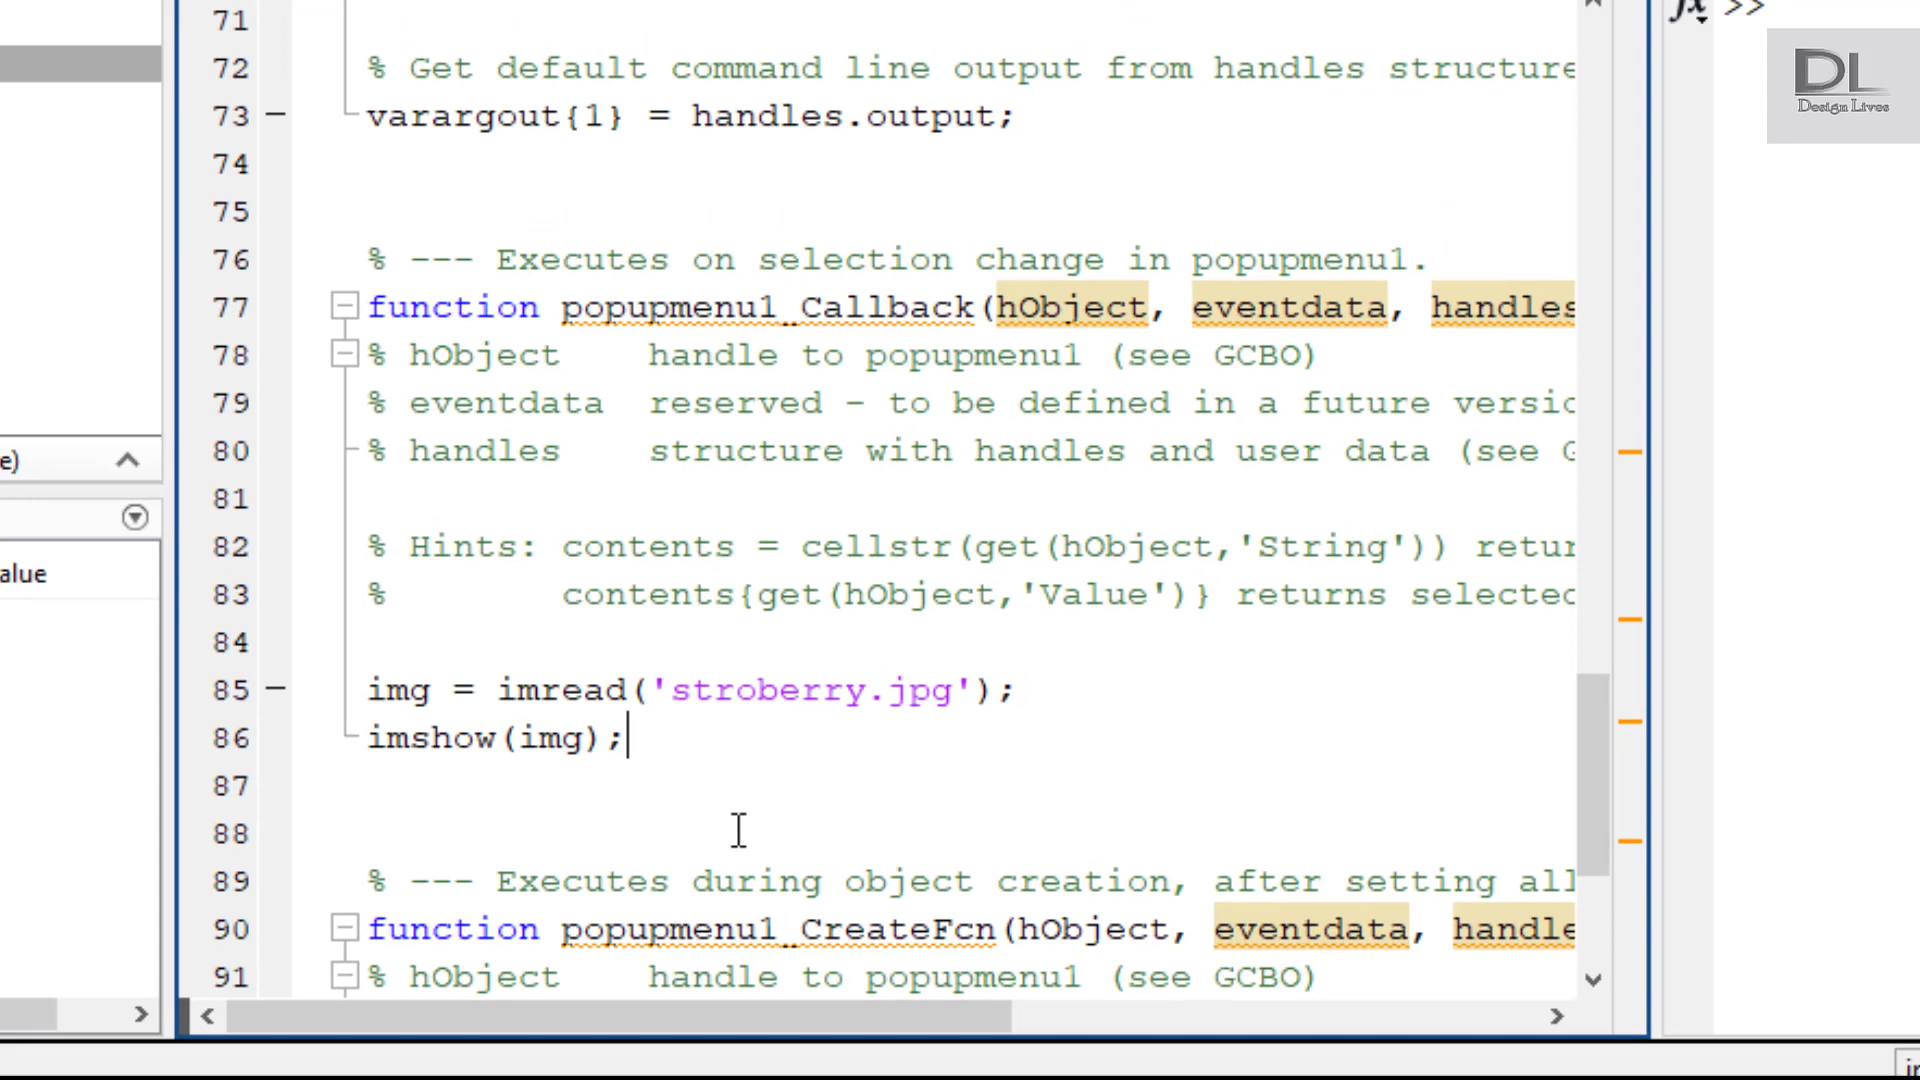 71
>>
DL
Design Lives
72 % Get default command line output from handles structure
73 varargout{1} = handles.output;
74
75
76 % --- Executes on selection change in popupmenu1.
77 function popupmenu1_Callback(hObject, eventdata, handles
78 % hObject    handle to popupmenu1 (see GCBO)
79 % eventdata  reserved - to be defined in a future versio
80 % handles    structure with handles and user data (see G
e)
81
82 % Hints: contents = cellstr(get(hObject,'String')) retur
alue
83 %        contents{get(hObject,'Value')} returns selected
84
85 img = imread('stroberry.jpg');
86 imshow(img);
87
88
89 % --- Executes during object creation, after setting all
90 function popupmenu1_CreateFcn(hObject, eventdata, handle
91 % hObject    handle to popupmenu1 (see GCBO)